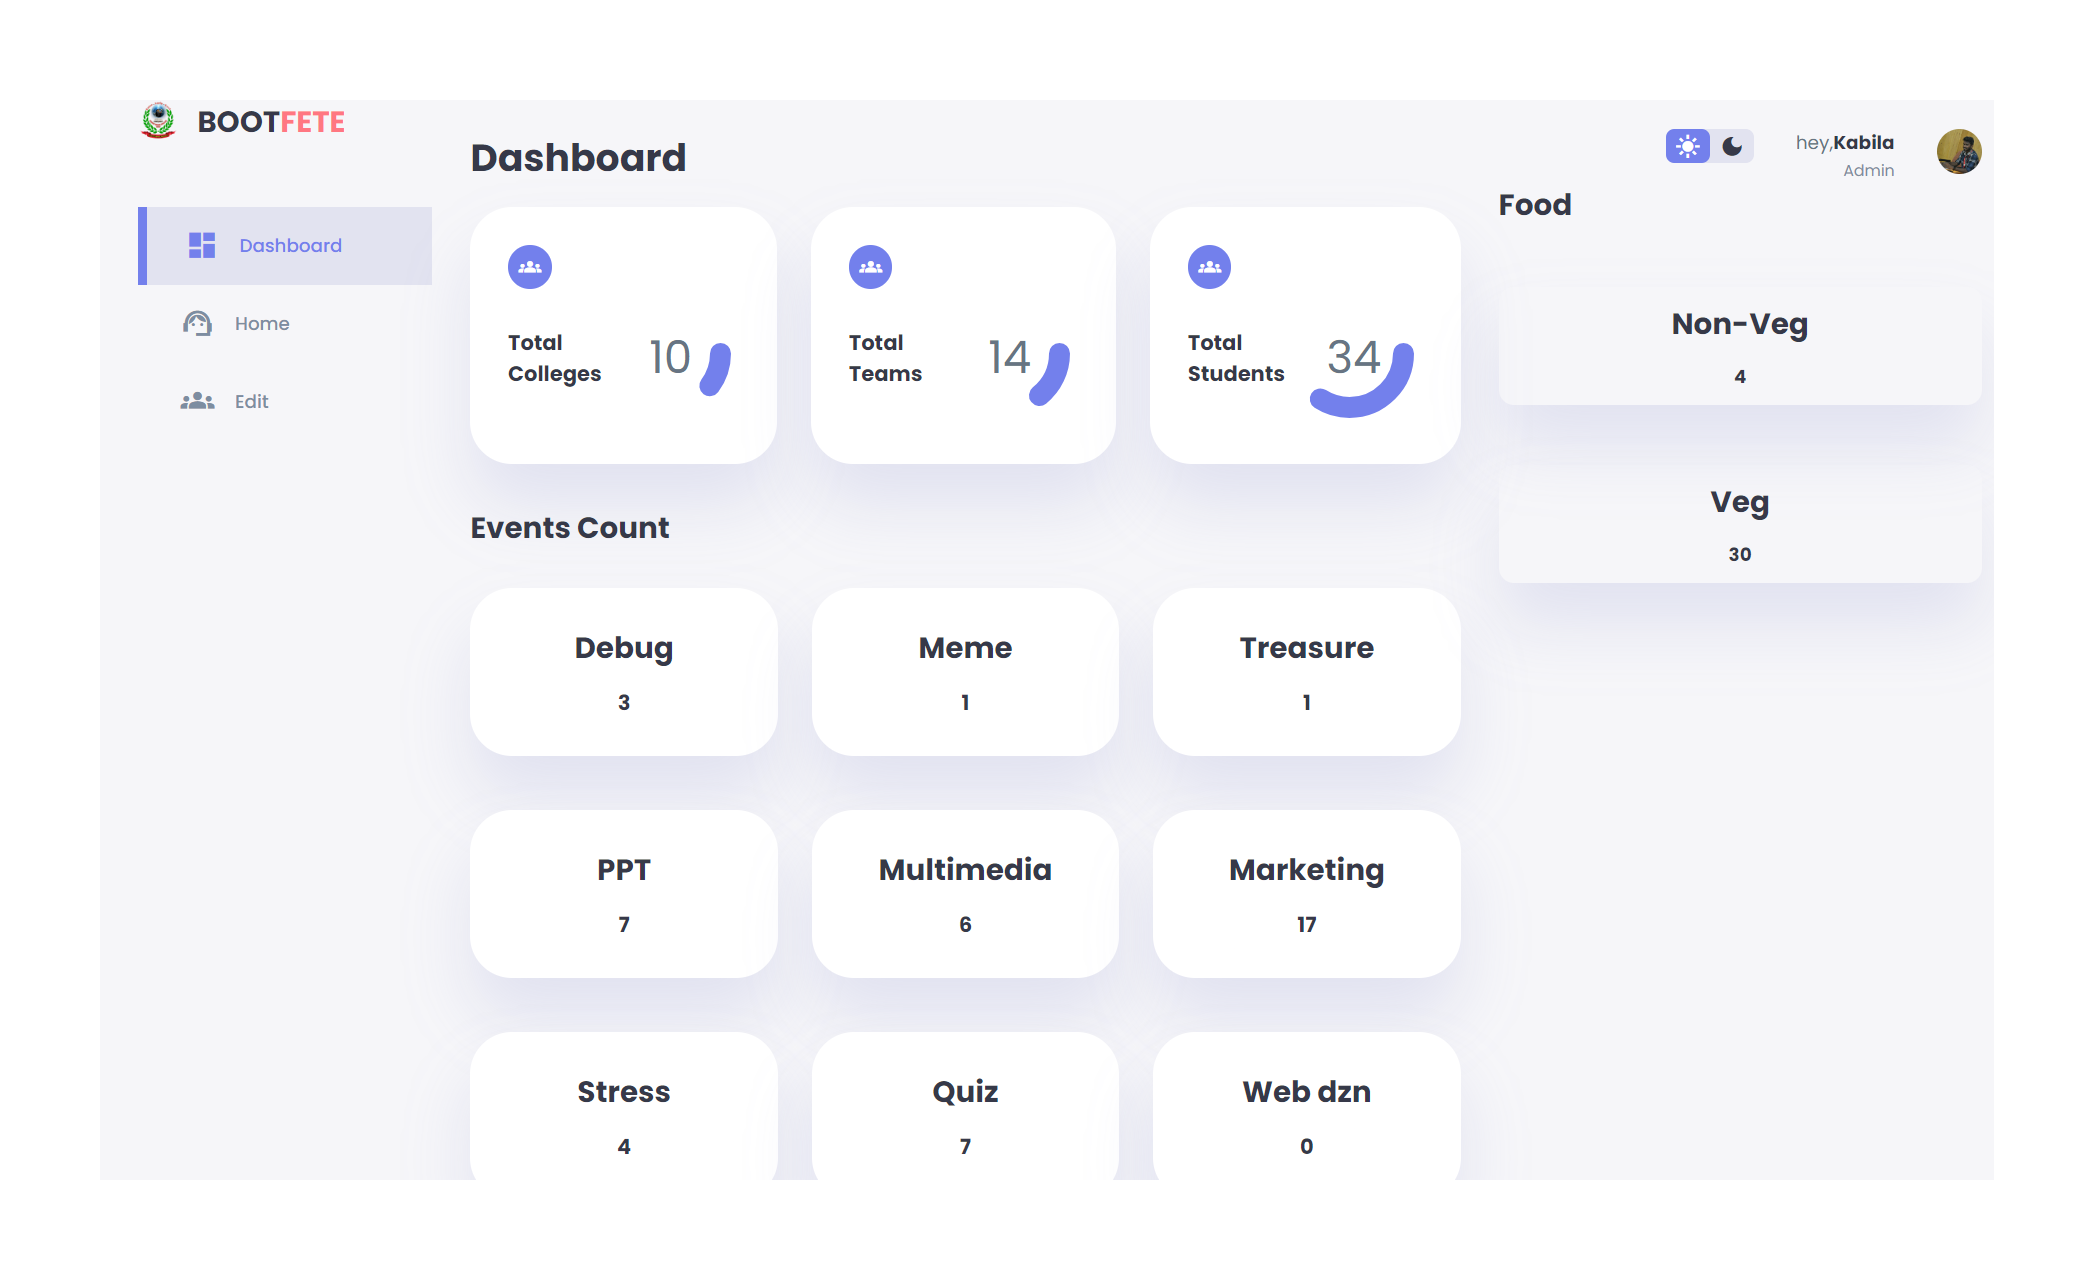 BOOTFETE
Dashboard
Home
Edit
Dashboard
Total
Colleges
10
Total
Teams
14
Total
Students
34
Events Count
Debug
3
Meme
1
Treasure
1
PPT
7
Multimedia
6
Marketing
17
Stress
4
Quiz
7
Web dzn
0
hey,Kabila
Admin
Food
Non-Veg
4
Veg
30